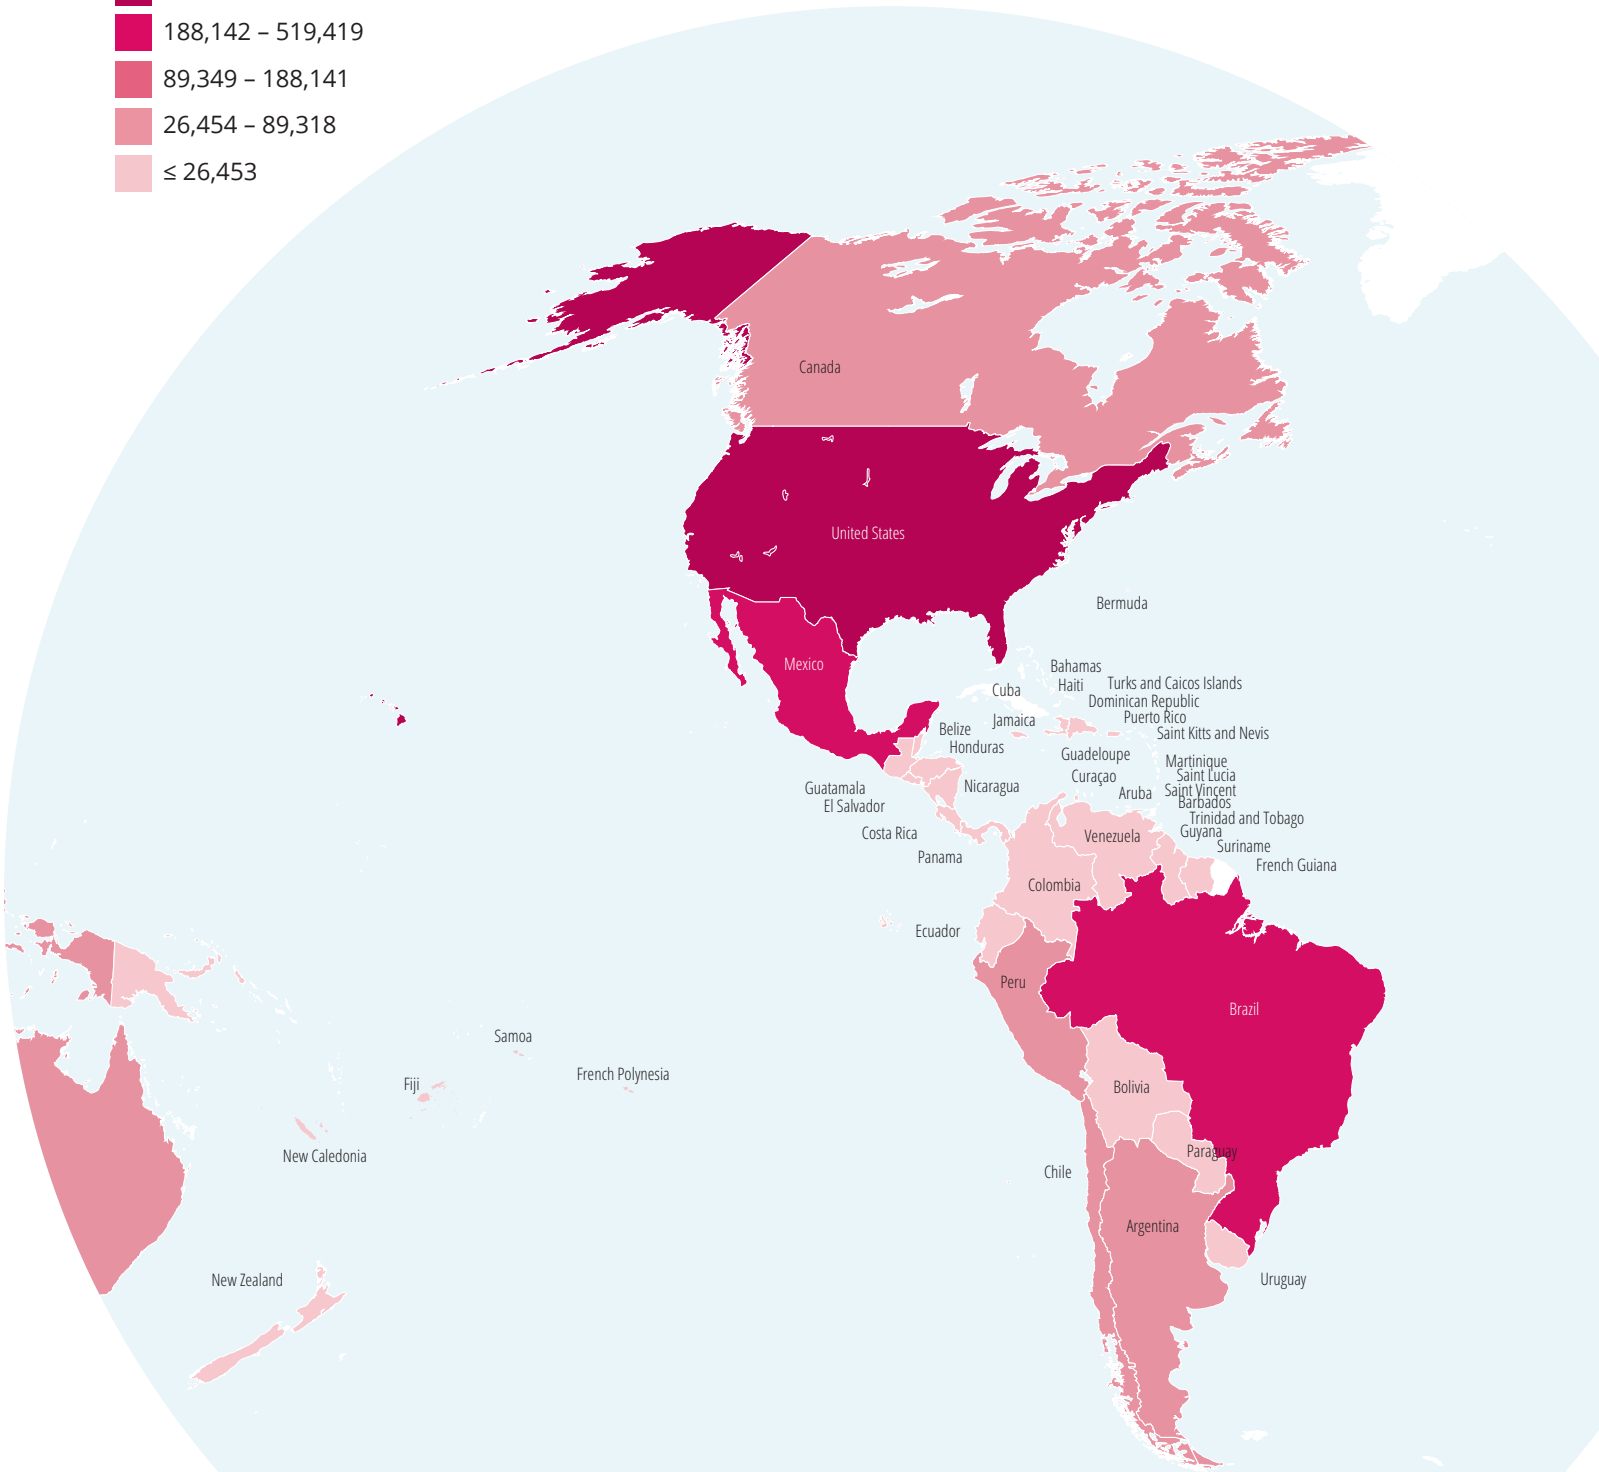 188,142 – 519,419
89,349 – 188,141
26,454 – 89,318
≤ 26,453
Canada
United States
Bermuda
Mexico
Bahamas
Cuba
Haiti
Turks and Caicos Islands
Dominican Republic
Jamaica
Puerto Rico
Belize
Saint Kitts and Nevis
Honduras
Guadeloupe
Martinique
Curaçao
Saint Lucia
Guatamala
Nicaragua
Aruba
Saint Vincent
El Salvador
Barbados
Trinidad and Tobago
Costa Rica
Venezuela
Guyana
Suriname
Panama
French Guiana
Colombia
Ecuador
Peru
Brazil
Samoa
French Polynesia
Fiji
Bolivia
New Caledonia
Paraguay
Chile
Argentina
New Zealand
Uruguay